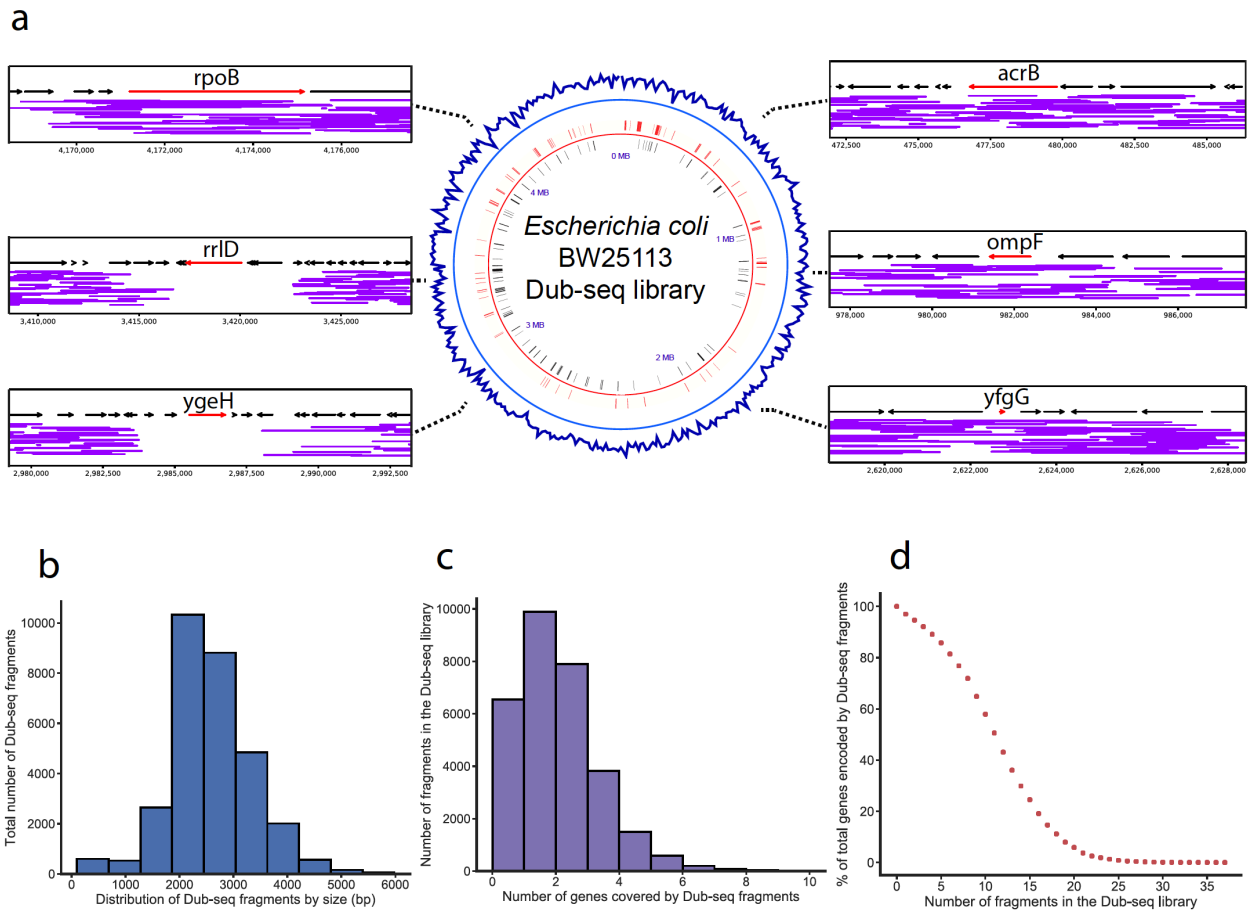 a
rpoB
4,170,000 4,172,000 4,174,000 4,176,000
rrlD
3,410,000 3,415,000 3,420,000 3,425,000
ygeH
2,980,000 2,982,500 2,985,000 2,987,500 2,990,000 2,992,500
0 MB
1 MB
2 MB
3 MB
4 MB
Escherichia coli
BW25113
Dub-seq library
acrB
472,500 475,000 477,500 480,000 482,500 485,000
ompF
978,000 980,000 982,000 984,000 986,000
yfgG
2,620,000 2,622,000 2,624,000 2,626,000 2,628,000
b
Total number of Dub-seq fragments
10000
8000
6000
4000
2000
0
0 1000 2000 3000 4000 5000 6000
Distribution of Dub-seq fragments by size (bp)
c
Number of fragments in the Dub-seq library
10000
8000
6000
4000
2000
0
0 2 4 6 8 10
Number of genes covered by Dub-seq fragments
d
% of total genes encoded by Dub-seq fragments
100
80
60
40
20
0
0 5 10 15 20 25 30 35
Number of fragments in the Dub-seq library